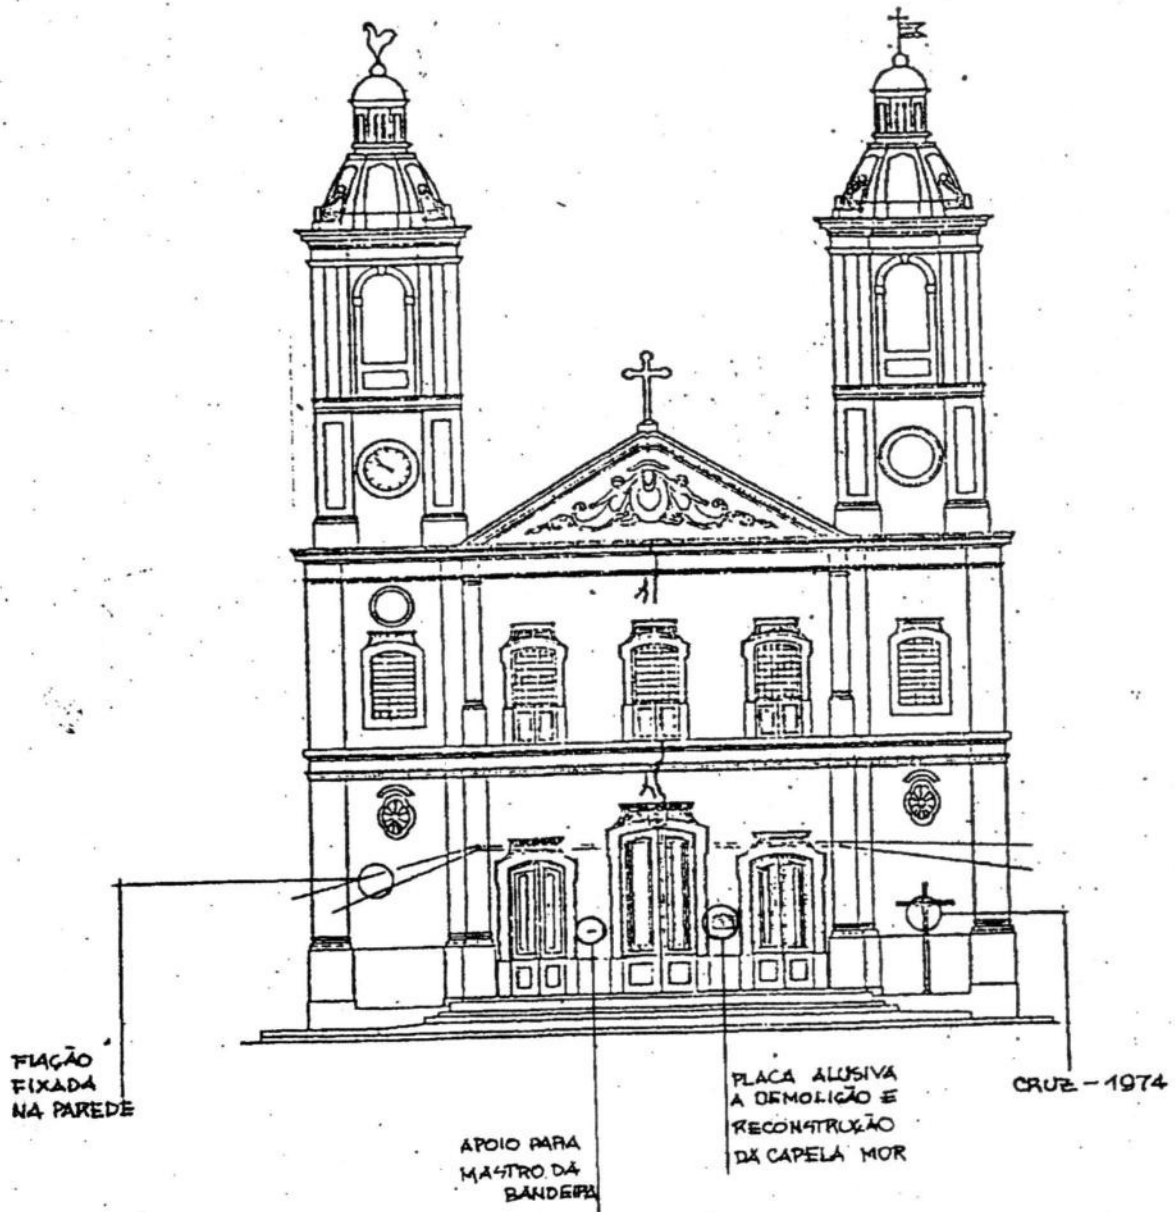 FIAÇÃO
FIXADA
NA PAREDE
APOIO PARA
MASTRO DA
BANDEIRA
PLACA ALUSIVA
A DEMOLIÇÃO E
RECONSTRUÇÃO
DA CAPELA MOR
CRUZ - 1974